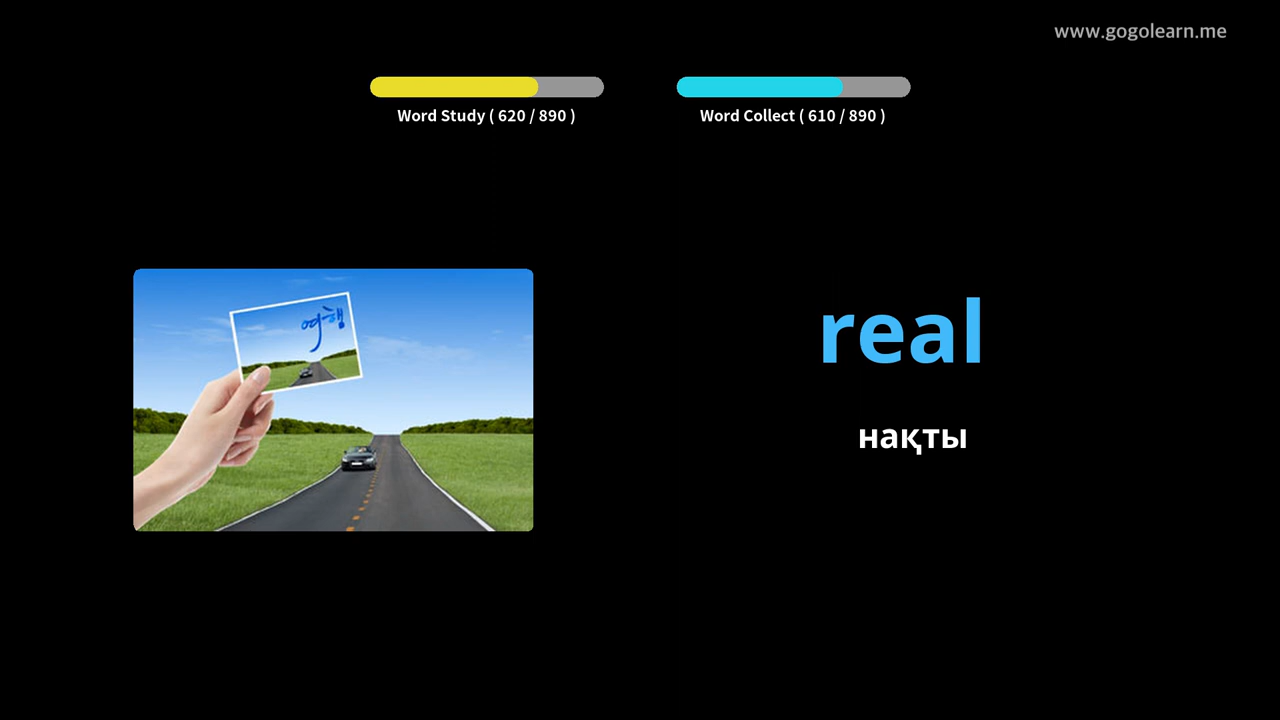 www.gogolearn.me
Word Study ( 620 / 890 )
Word Collect ( 610 / 890 )
여행
real
нақты